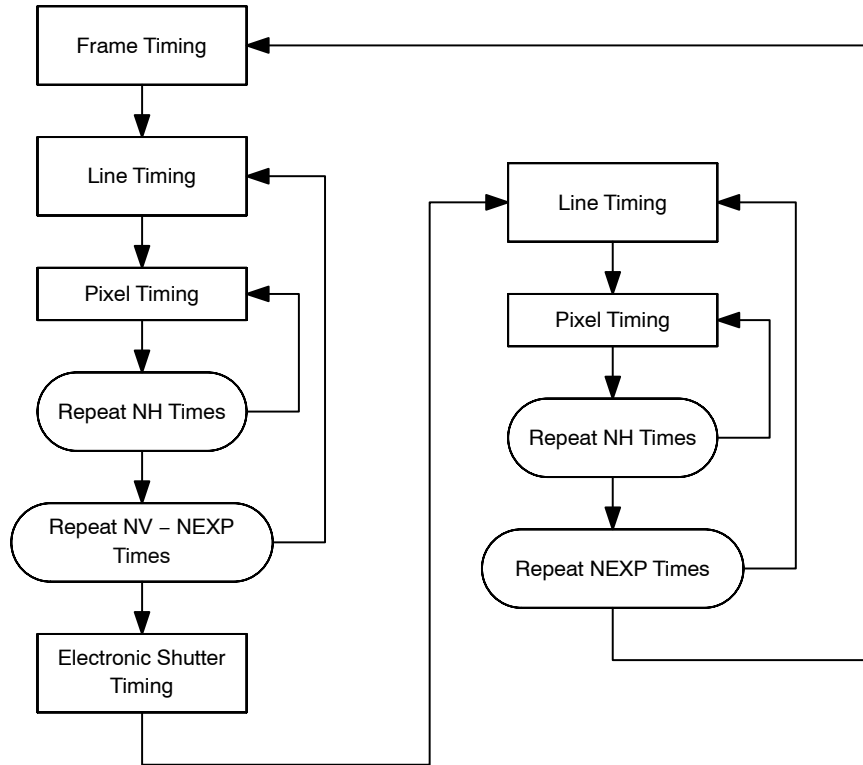 Frame Timing
Line Timing
Pixel Timing
Repeat NH Times
Repeat NV – NEXP
Times
Electronic Shutter
Timing
Line Timing
Pixel Timing
Repeat NH Times
Repeat NEXP Times